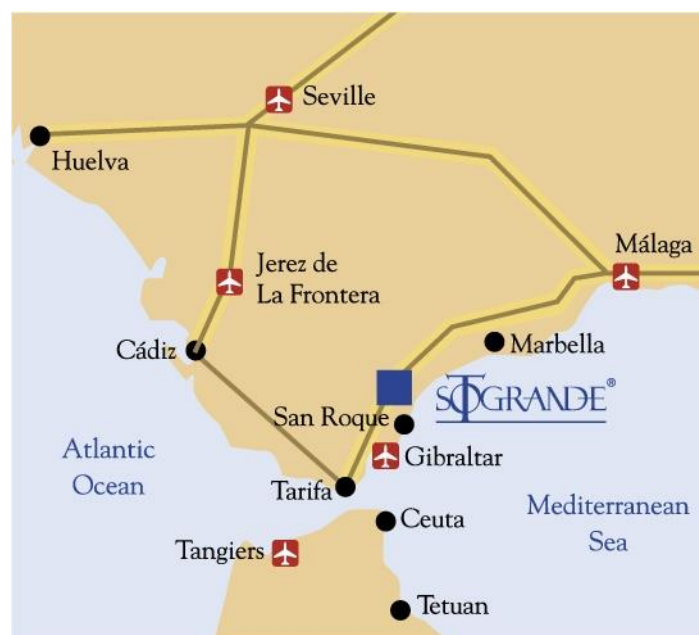 Seville
Huelva
Málaga
Jerez de
La Frontera
Cádiz
Marbella
SOTOGRANDE®
San Roque
Atlantic
Ocean
Gibraltar
Tarifa
Mediterranean
Sea
Ceuta
Tangiers
Tetuan